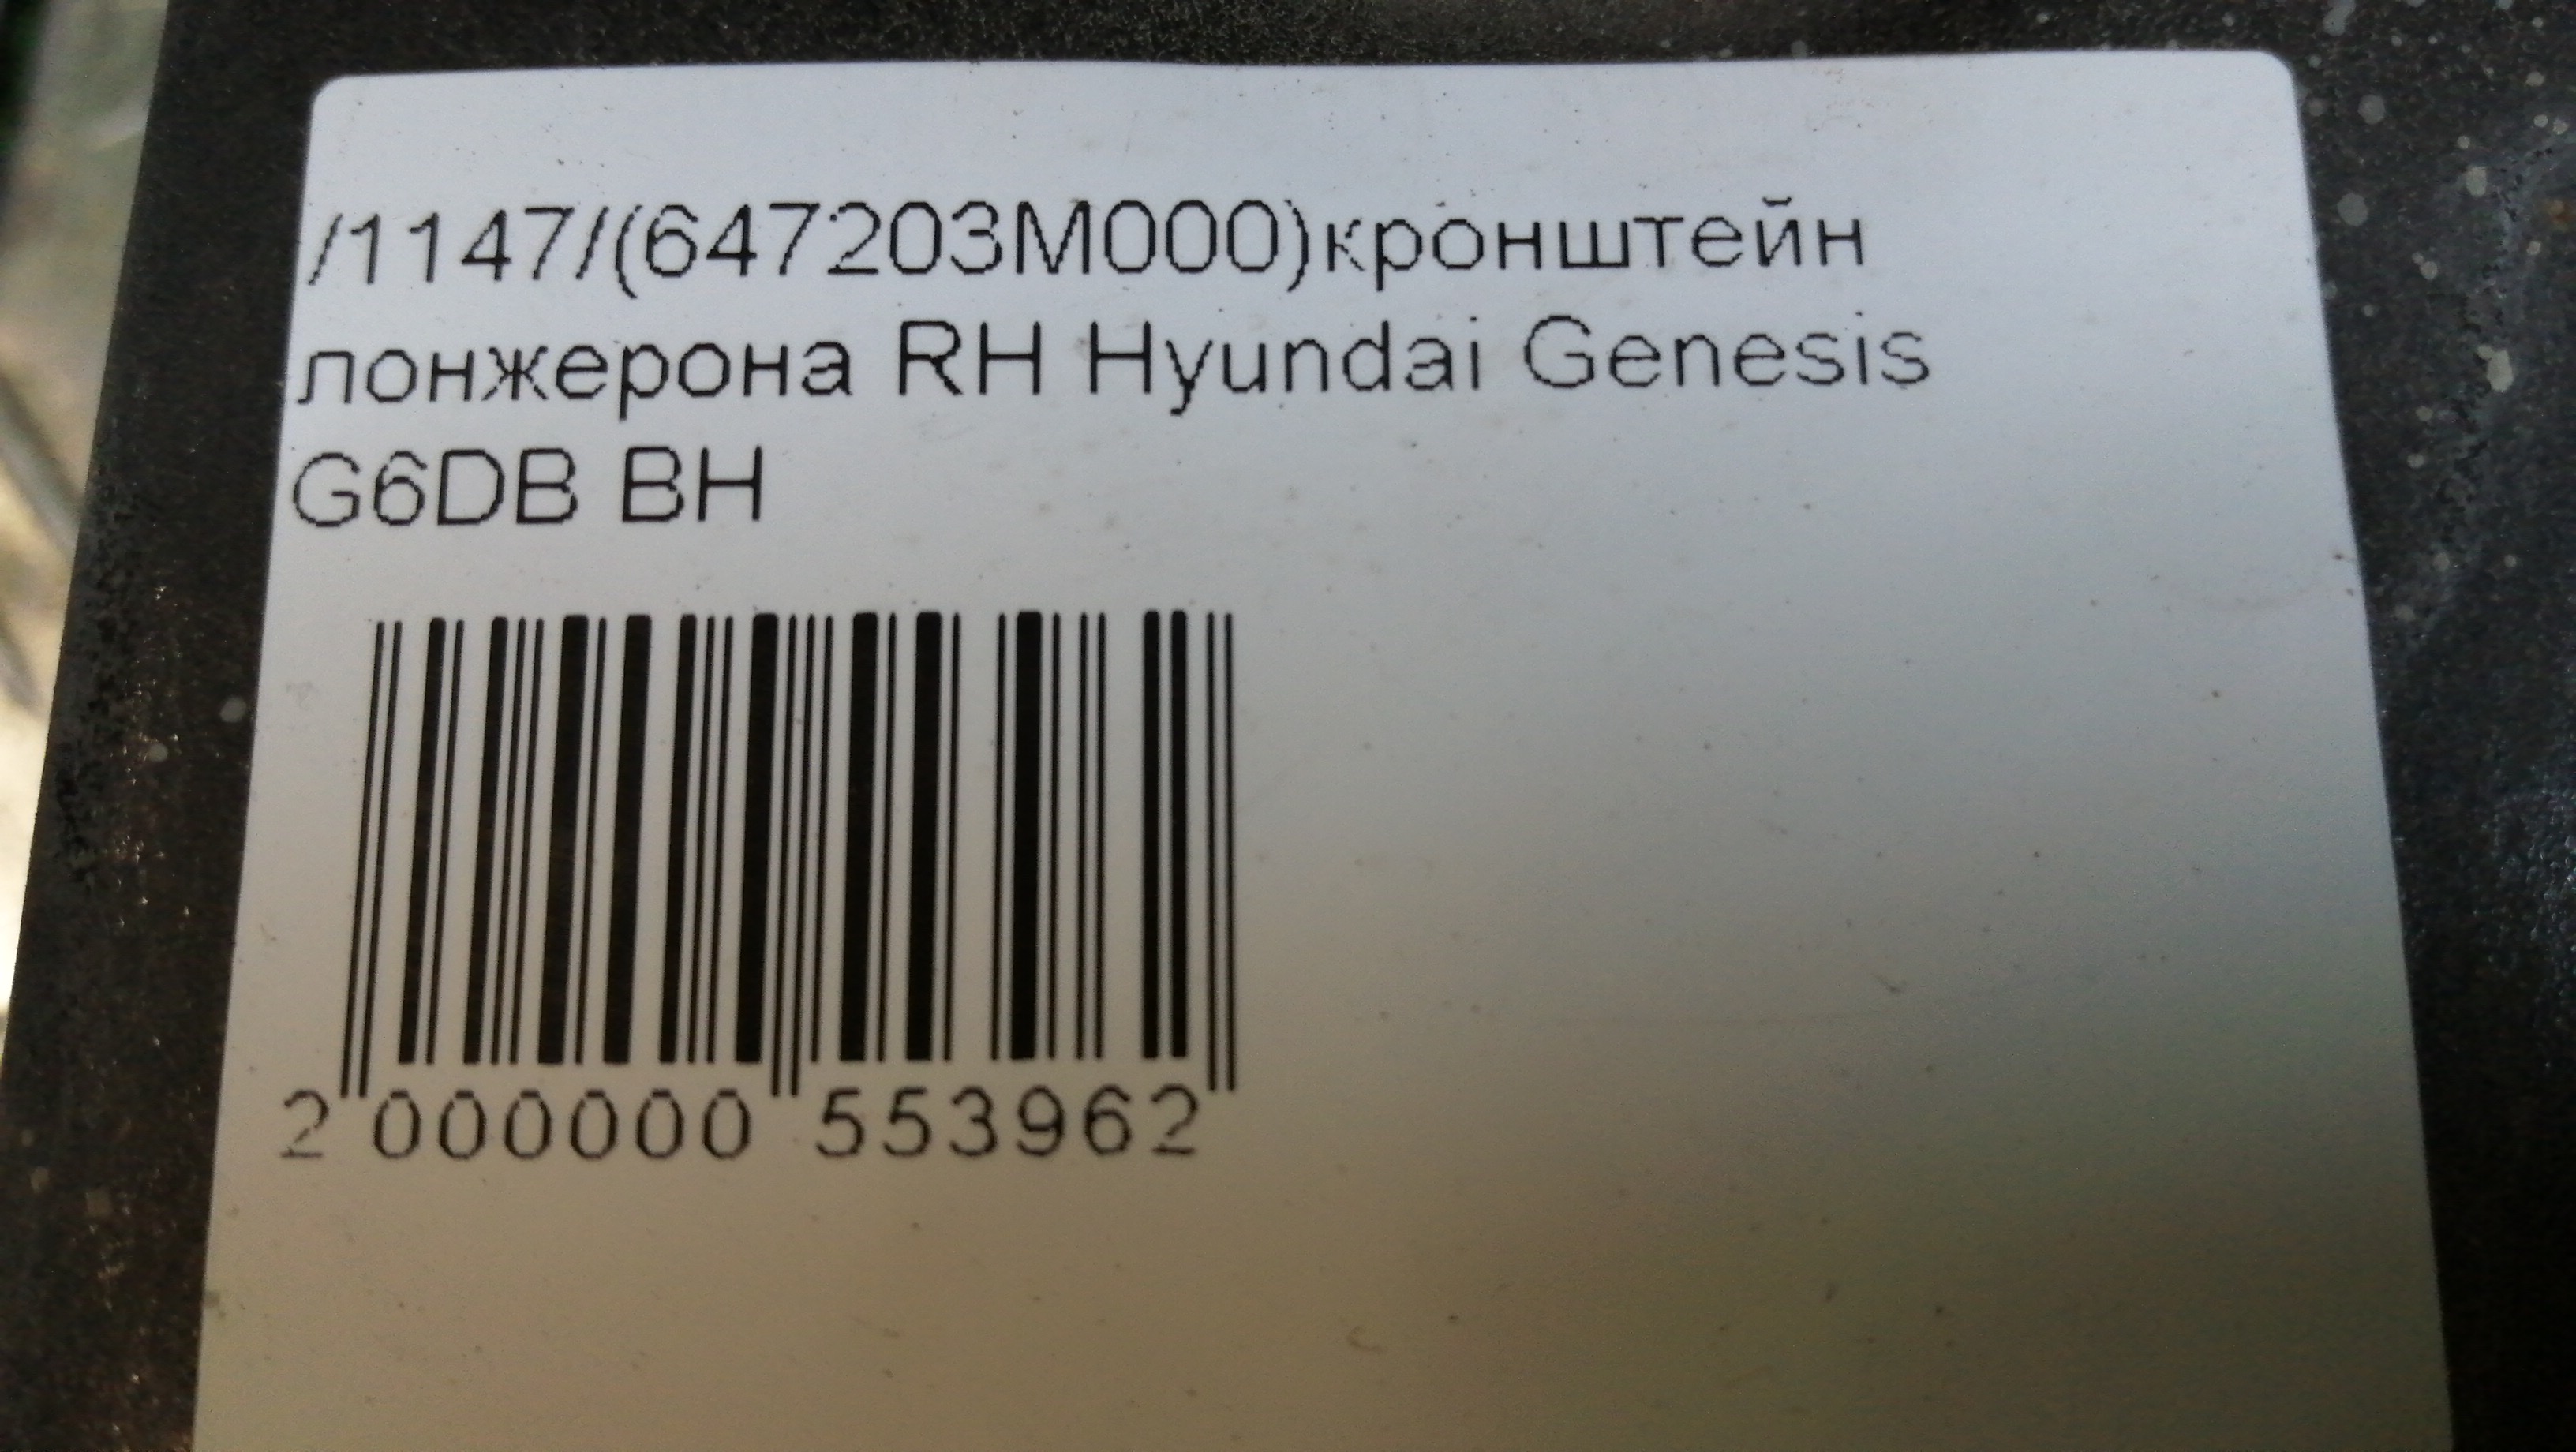 /1147/(647203M000)кронштейн
лонжерона RH Hyundai Genesis
G6DB BH
2 000000 553962